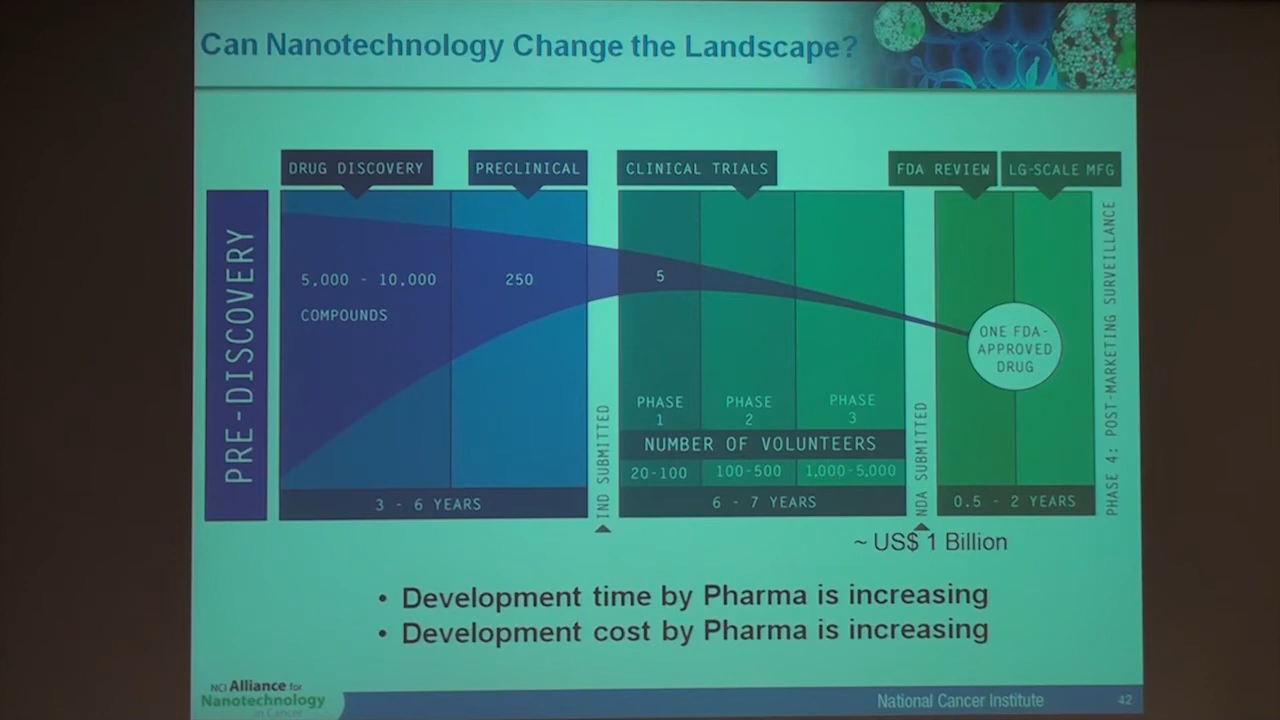 Can Nanotechnology Change the Landscape?
DRUG DISCOVERY
PRECLINICAL
CLINICAL TRIALS
FDA REVIEW
LG-SCALE MFG
PRE-DISCOVERY
5,000 - 10,000
COMPOUNDS
250
5
ONE FDA-
APPROVED
DRUG
PHASE
1
PHASE
2
PHASE
3
NUMBER OF VOLUNTEERS
20-100
100-500
1,000-5,000
3 - 6 YEARS
IND SUBMITTED
6 - 7 YEARS
NDA SUBMITTED
0.5 - 2 YEARS
PHASE 4: POST-MARKETING SURVEILLANCE
~ US$ 1 Billion
• Development time by Pharma is increasing
• Development cost by Pharma is increasing
NCI Alliance for
Nanotechnology
in Cancer
National Cancer Institute
42